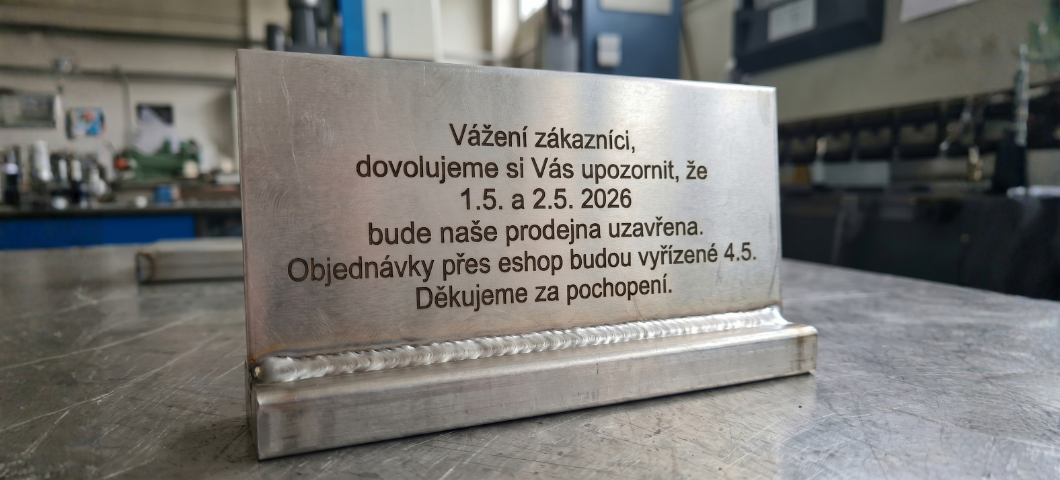 Vážení zákazníci,
dovolujeme si Vás upozornit, že
1.5. a 2.5. 2026
bude naše prodejna uzavřena.
Objednávky přes eshop budou vyřízené 4.5.
Děkujeme za pochopení.